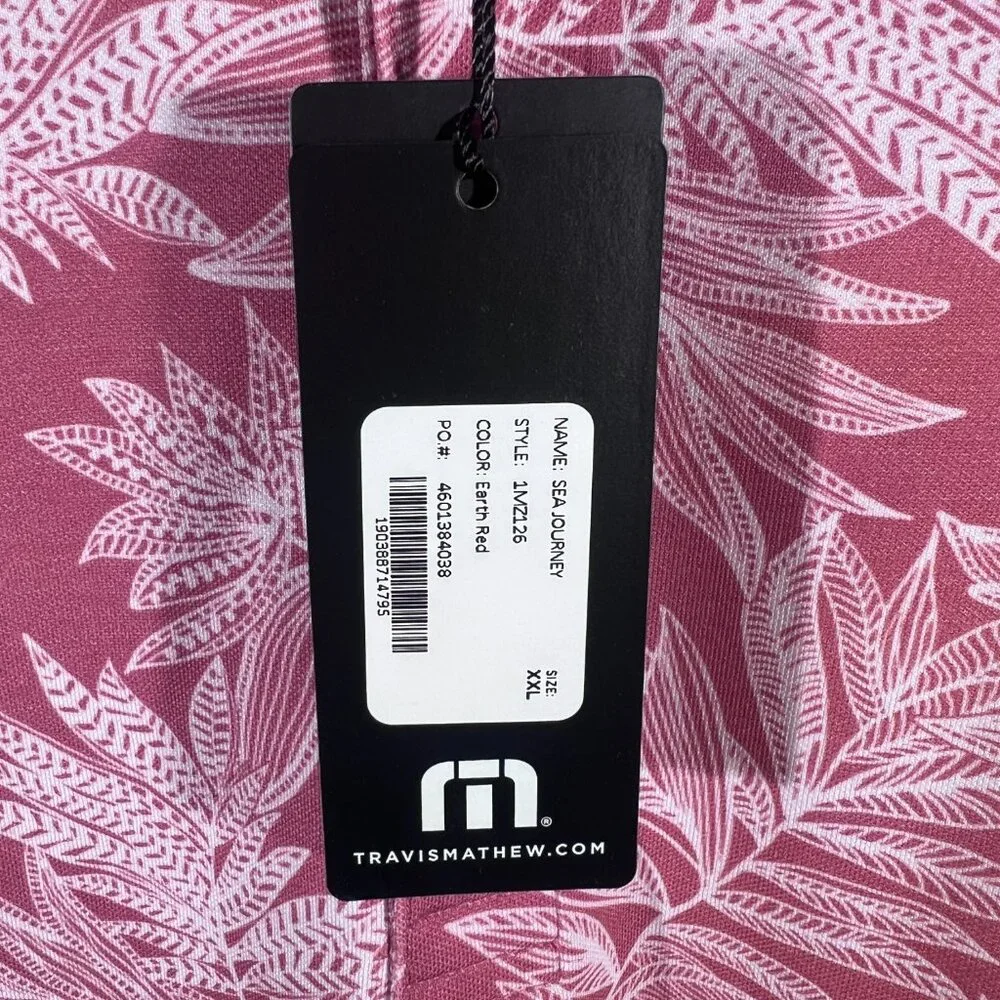 NAME: SEA JOURNEY
STYLE: 1MZ126
COLOR: Earth Red
PO.#: 4601384038
190388714795
SIZE:
XXL
®
TRAVISMATHEW.COM